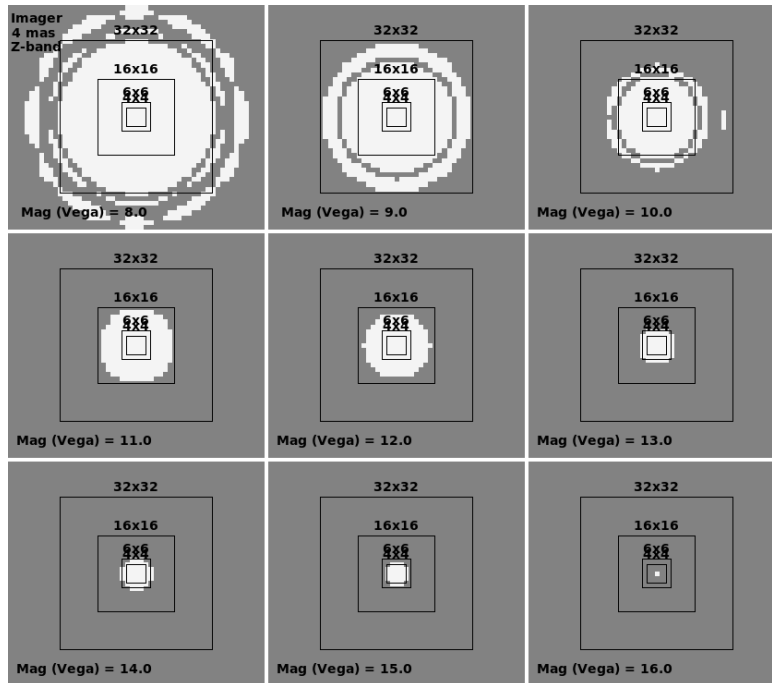 Imager
4 mas
Z-band
32x32
16x16
6x6
4x4
Mag (Vega) = 8.0
32x32
16x16
6x6
4x4
Mag (Vega) = 9.0
32x32
16x16
6x6
4x4
Mag (Vega) = 10.0
32x32
16x16
6x6
4x4
Mag (Vega) = 11.0
32x32
16x16
6x6
4x4
Mag (Vega) = 12.0
32x32
16x16
6x6
4x4
Mag (Vega) = 13.0
32x32
16x16
6x6
4x4
Mag (Vega) = 14.0
32x32
16x16
6x6
4x4
Mag (Vega) = 15.0
32x32
16x16
6x6
4x4
Mag (Vega) = 16.0